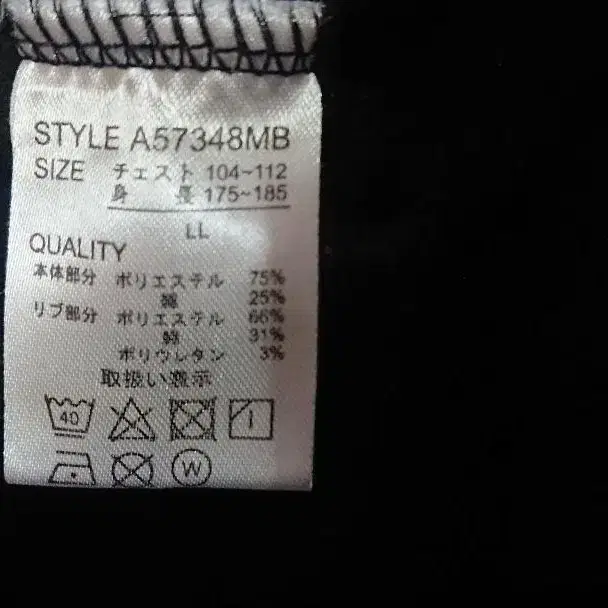 STYLE A57348MB
SIZE チェスト 104~112
身 長 175~185
LL
QUALITY
本体部分 ポリエステル 75%
綿 25%
リブ部分 ポリエステル 66%
綿 31%
ポリウレタン 3%
取扱い表示
40
W